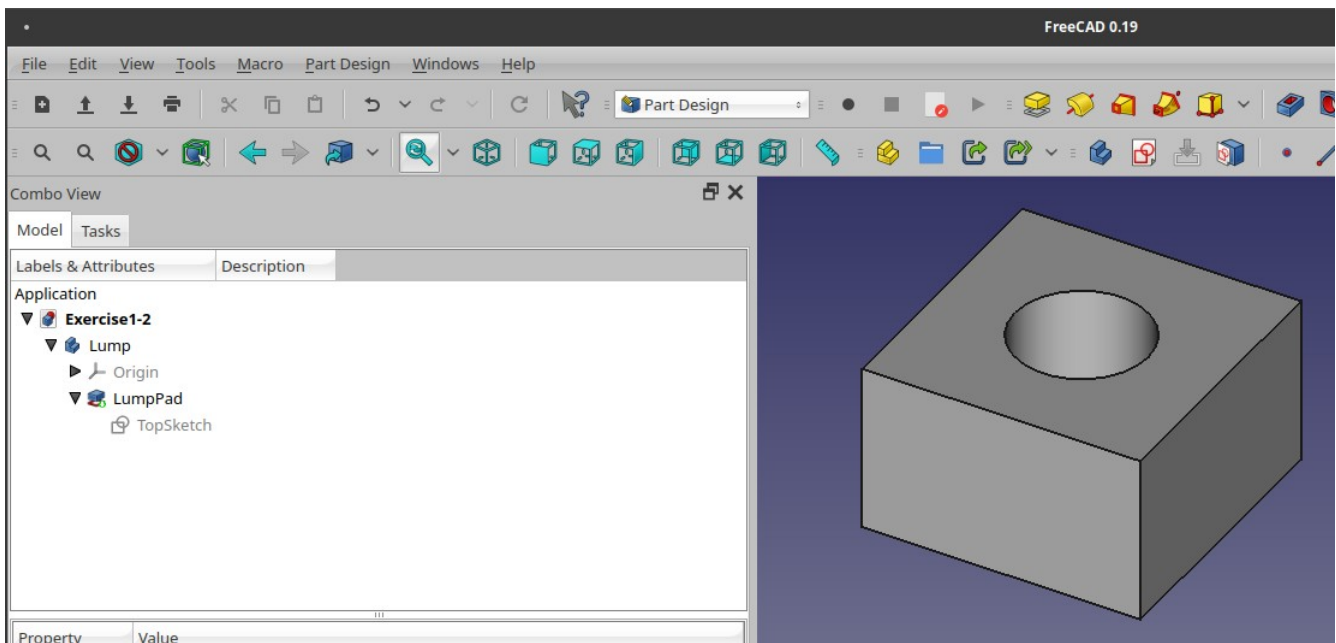 FreeCAD 0.19
File Edit View Tools Macro Part Design Windows Help
Part Design
Combo View
Model Tasks
Labels & Attributes Description
Application
Exercise1-2
Lump
Origin
LumpPad
TopSketch
Property Value